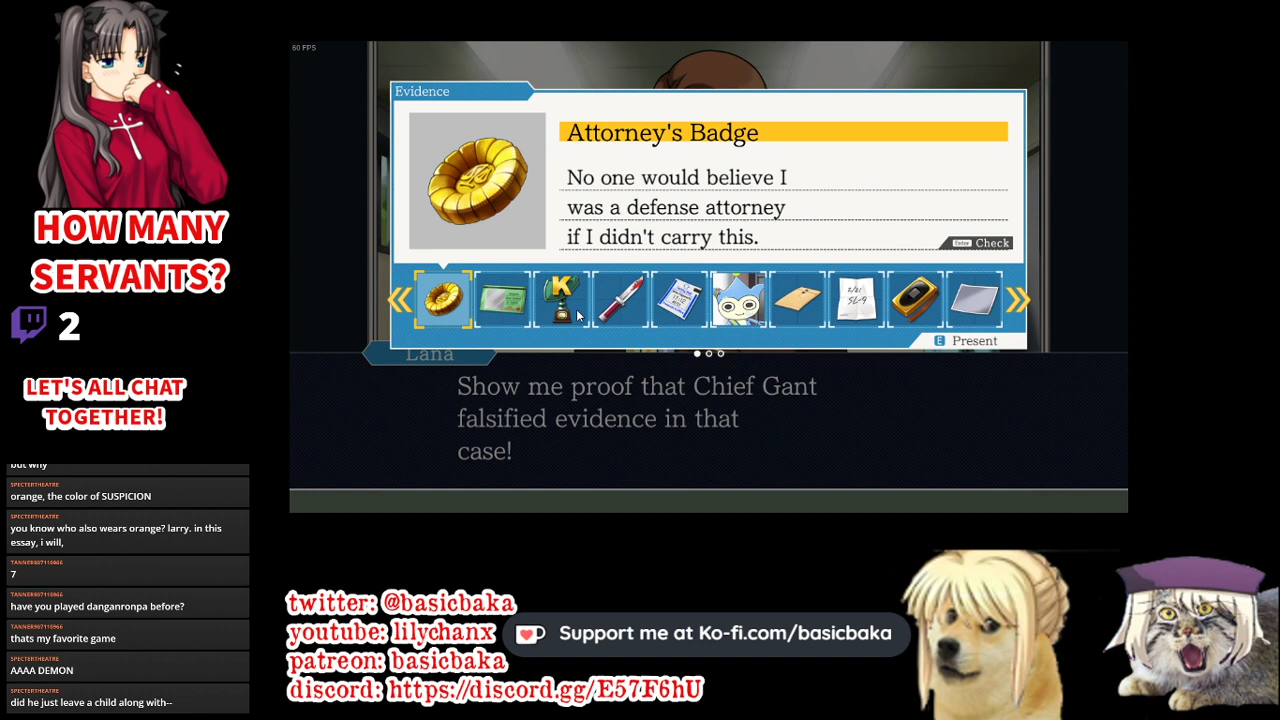 60 FPS
Evidence
Attorney's Badge
No one would believe I
was a defense attorney
if I didn't carry this.
Enter Check
K
2/21
SL-9
E Present
Lana
Show me proof that Chief Gant
falsified evidence in that
case!
HOW MANY
SERVANTS?
2
LET'S ALL CHAT
TOGETHER!
but why
SPECTERTHEATRE
orange, the color of SUSPICION
SPECTERTHEATRE
you know who also wears orange? larry. in this
essay, i will,
7
have you played danganronpa before?
thats my favorite game
SPECTERTHEATRE
AAAA DEMON
SPECTERTHEATRE
did he just leave a child along with--
twitter: @basicbaka
youtube: lilychanx
patreon: basicbaka
discord: https://discord.gg/E57F6hU
Support me at Ko-fi.com/basicbaka